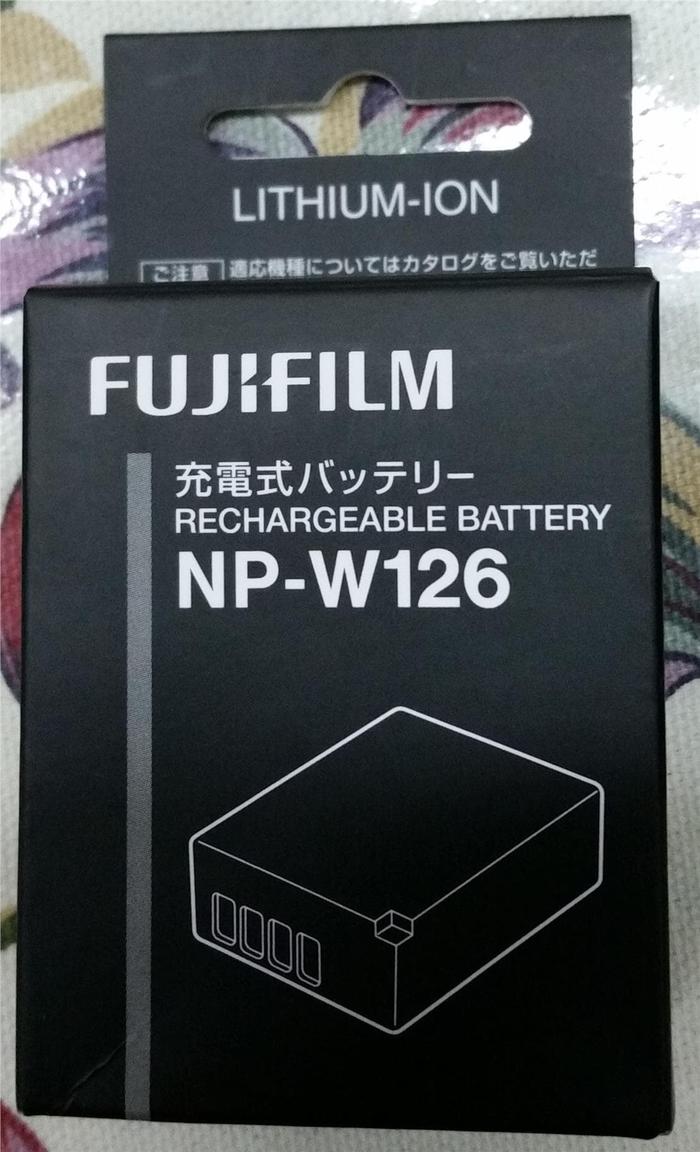 LITHIUM-ION
ご注意 適応機種についてはカタログをご覧いただ
FUJIFILM
充電式バッテリー
RECHARGEABLE BATTERY
NP-W126